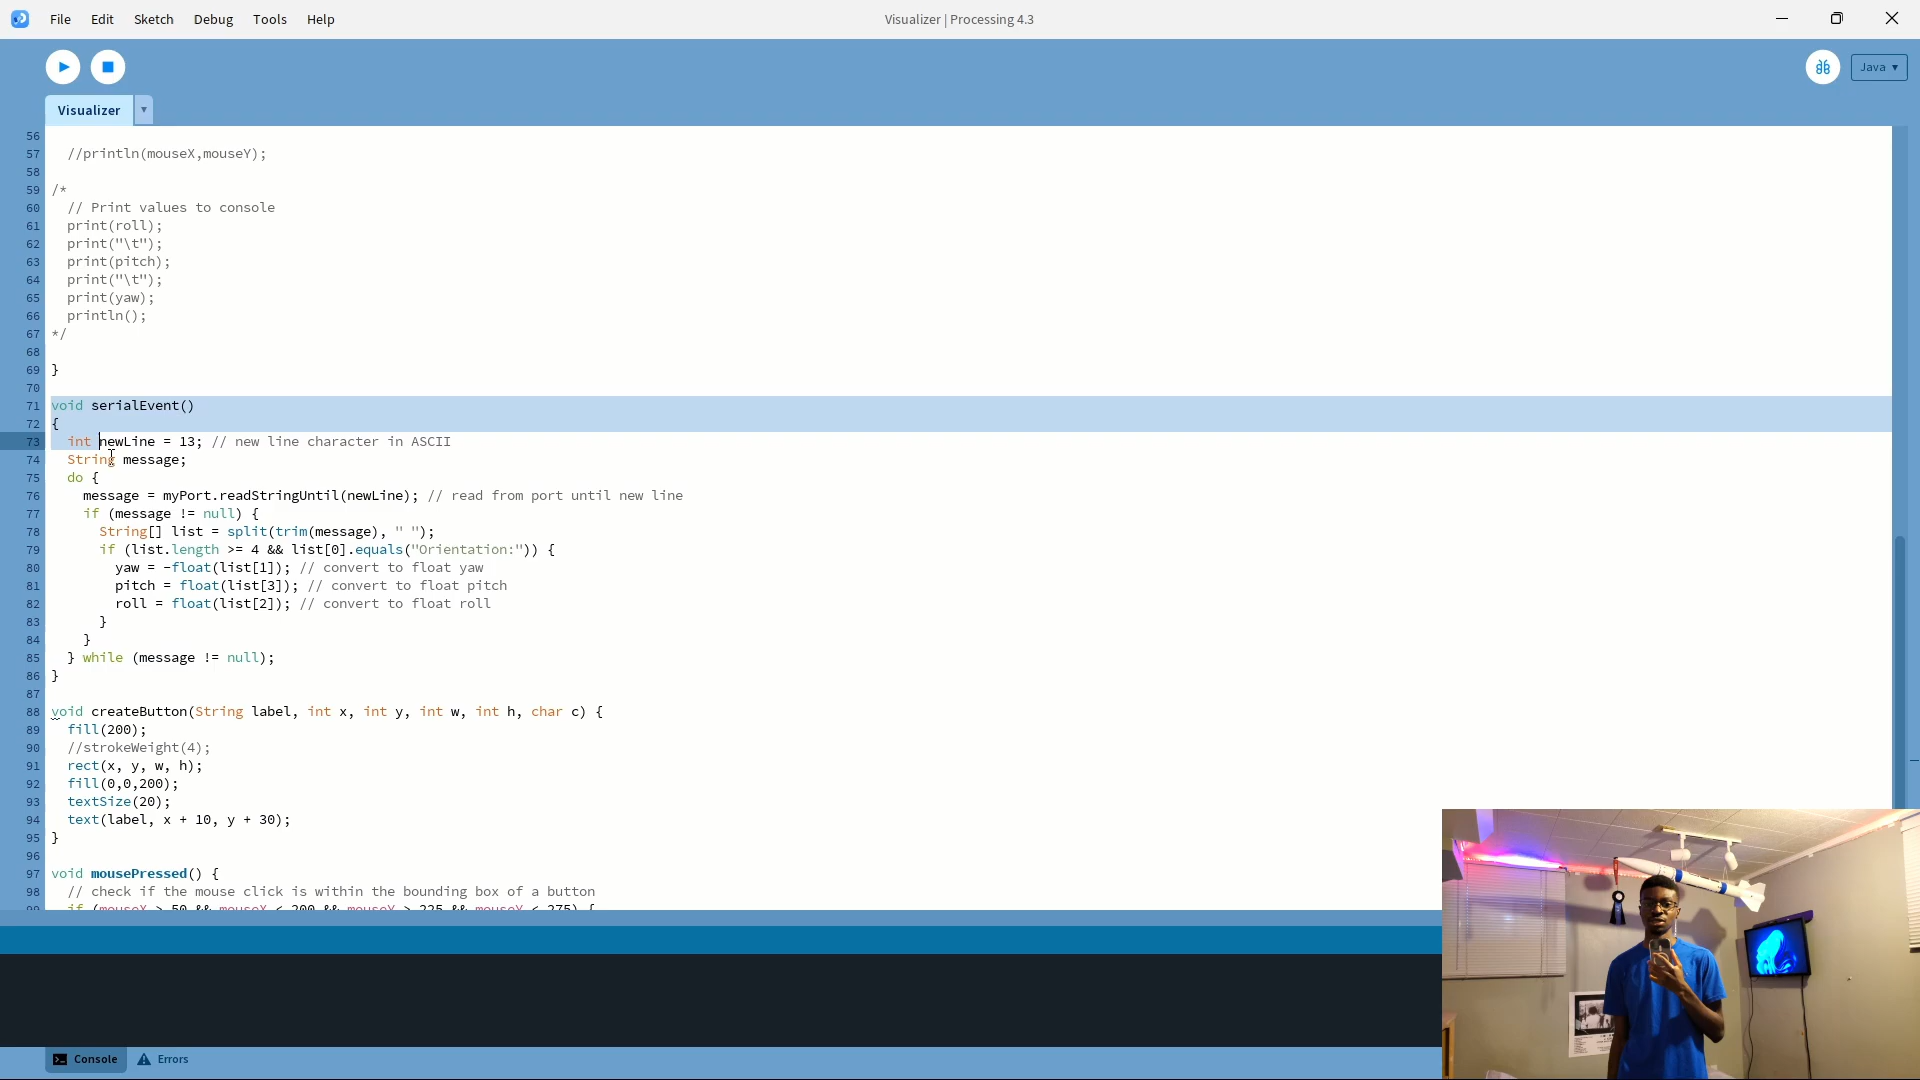 File Edit Sketch Debug Tools Help
Visualizer | Processing 4.3
Java ▾
Visualizer ▾
56
57 //println(mouseX,mouseY);
58
59 /*
60 // Print values to console
61 print(roll);
62 print("\t");
63 print(pitch);
64 print("\t");
65 print(yaw);
66 println();
67 */
68
69 }
70
71 void serialEvent()
72 {
73 int newLine = 13; // new line character in ASCII
74 String message;
75 do {
76 message = myPort.readStringUntil(newLine); // read from port until new line
77 if (message != null) {
78 String[] list = split(trim(message), " ");
79 if (list.length >= 4 && list[0].equals("Orientation:")) {
80 yaw = -float(list[1]); // convert to float yaw
81 pitch = float(list[3]); // convert to float pitch
82 roll = float(list[2]); // convert to float roll
83 }
84 }
85 } while (message != null);
86 }
87
88 void createButton(String label, int x, int y, int w, int h, char c) {
89 fill(200);
90 //strokeWeight(4);
91 rect(x, y, w, h);
92 fill(0,0,200);
93 textSize(20);
94 text(label, x + 10, y + 30);
95 }
96
97 void mousePressed() {
98 // check if the mouse click is within the bounding box of a button
99 if (mouseX > 50 && mouseX < 200 && mouseY > 225 && mouseY < 275) {
Console Errors